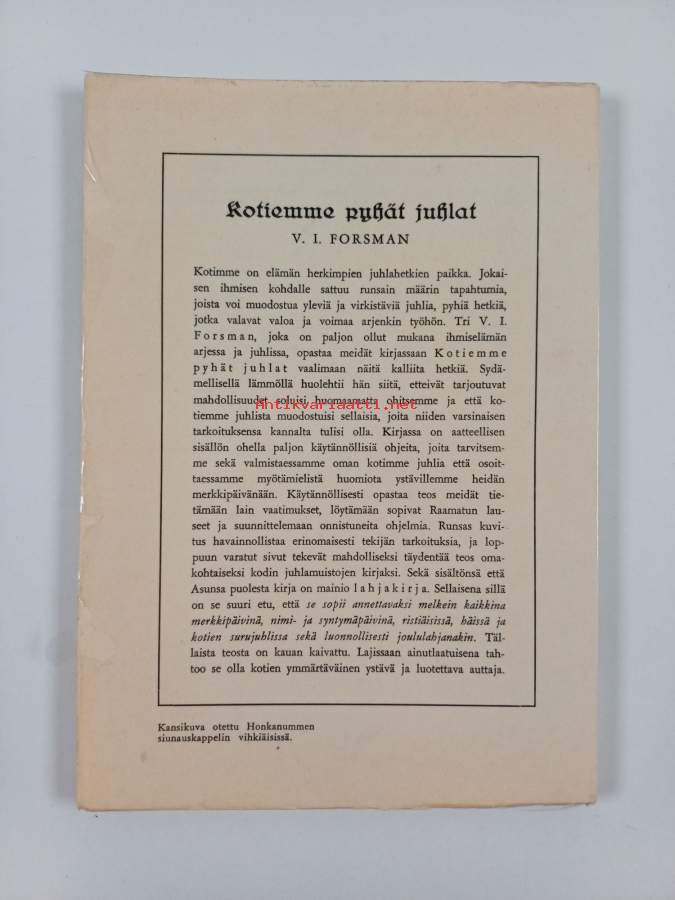 Kotiemme pyhät juhlat
V. I. FORSMAN
Kotimme on elämän herkimpien juhlahetkien paikka. Jokai-
sen ihmisen kohdalle sattuu runsain määrin tapahtumia,
joista voi muodostua yleviä ja virkistäviä juhlia, pyhiä hetkiä,
jotka valavat valoa ja voimaa arjenkin työhön. Tri V. I.
Forsman, joka on paljon ollut mukana ihmiselämän
arjessa ja juhlissa, opastaa meidät kirjassaan Kotiemme
pyhät juhlat vaalimaan näitä kalliita hetkiä. Sydä-
mellisellä lämmöllä huolehtii hän siitä, etteivät tarjoutuvat
mahdollisuudet soluisi huomaamatta ohitsemme ja että ko-
Antikvariaatti.net
tiemme juhlista muodostuisi sellaisia, joita niiden varsinaisen
tarkoituksensa kannalta tulisi olla. Kirjassa on aatteellisen
sisällön ohella paljon käytännöllisiä ohjeita, joita tarvitsem-
me sekä valmistaessamme oman kotimme juhlia että osoit-
taessamme myötämielistä huomiota ystävillemme heidän
merkkipäivänään. Käytännöllisesti opastaa teos meidät tie-
tämään lain vaatimukset, löytämään sopivat Raamatun lau-
seet ja suunnittelemaan onnistuneita ohjelmia. Runsas kuvi-
tus havainnollistaa erinomaisesti tekijän tarkoituksia, ja lop-
puun varatut sivut tekevät mahdolliseksi täydentää teos oma-
kohtaiseksi kodin juhlamuistojen kirjaksi. Sekä sisältönsä että
Asunsa puolesta kirja on mainio lahjakirja. Sellaisena sillä
on se suuri etu, että se sopii annettavaksi melkein kaikkina
merkkipäivinä, nimi- ja syntymäpäivinä, ristiäisissä, häissä ja
kotien surujuhlissa sekä luonnollisesti joululahjanakin. Täl-
laista teosta on kauan kaivattu. Lajissaan ainutlaatuisena tah-
too se olla kotien ymmärtäväinen ystävä ja luotettava auttaja.
Kansikuva otettu Honkanummen
siunauskappelin vihkiäisissä.